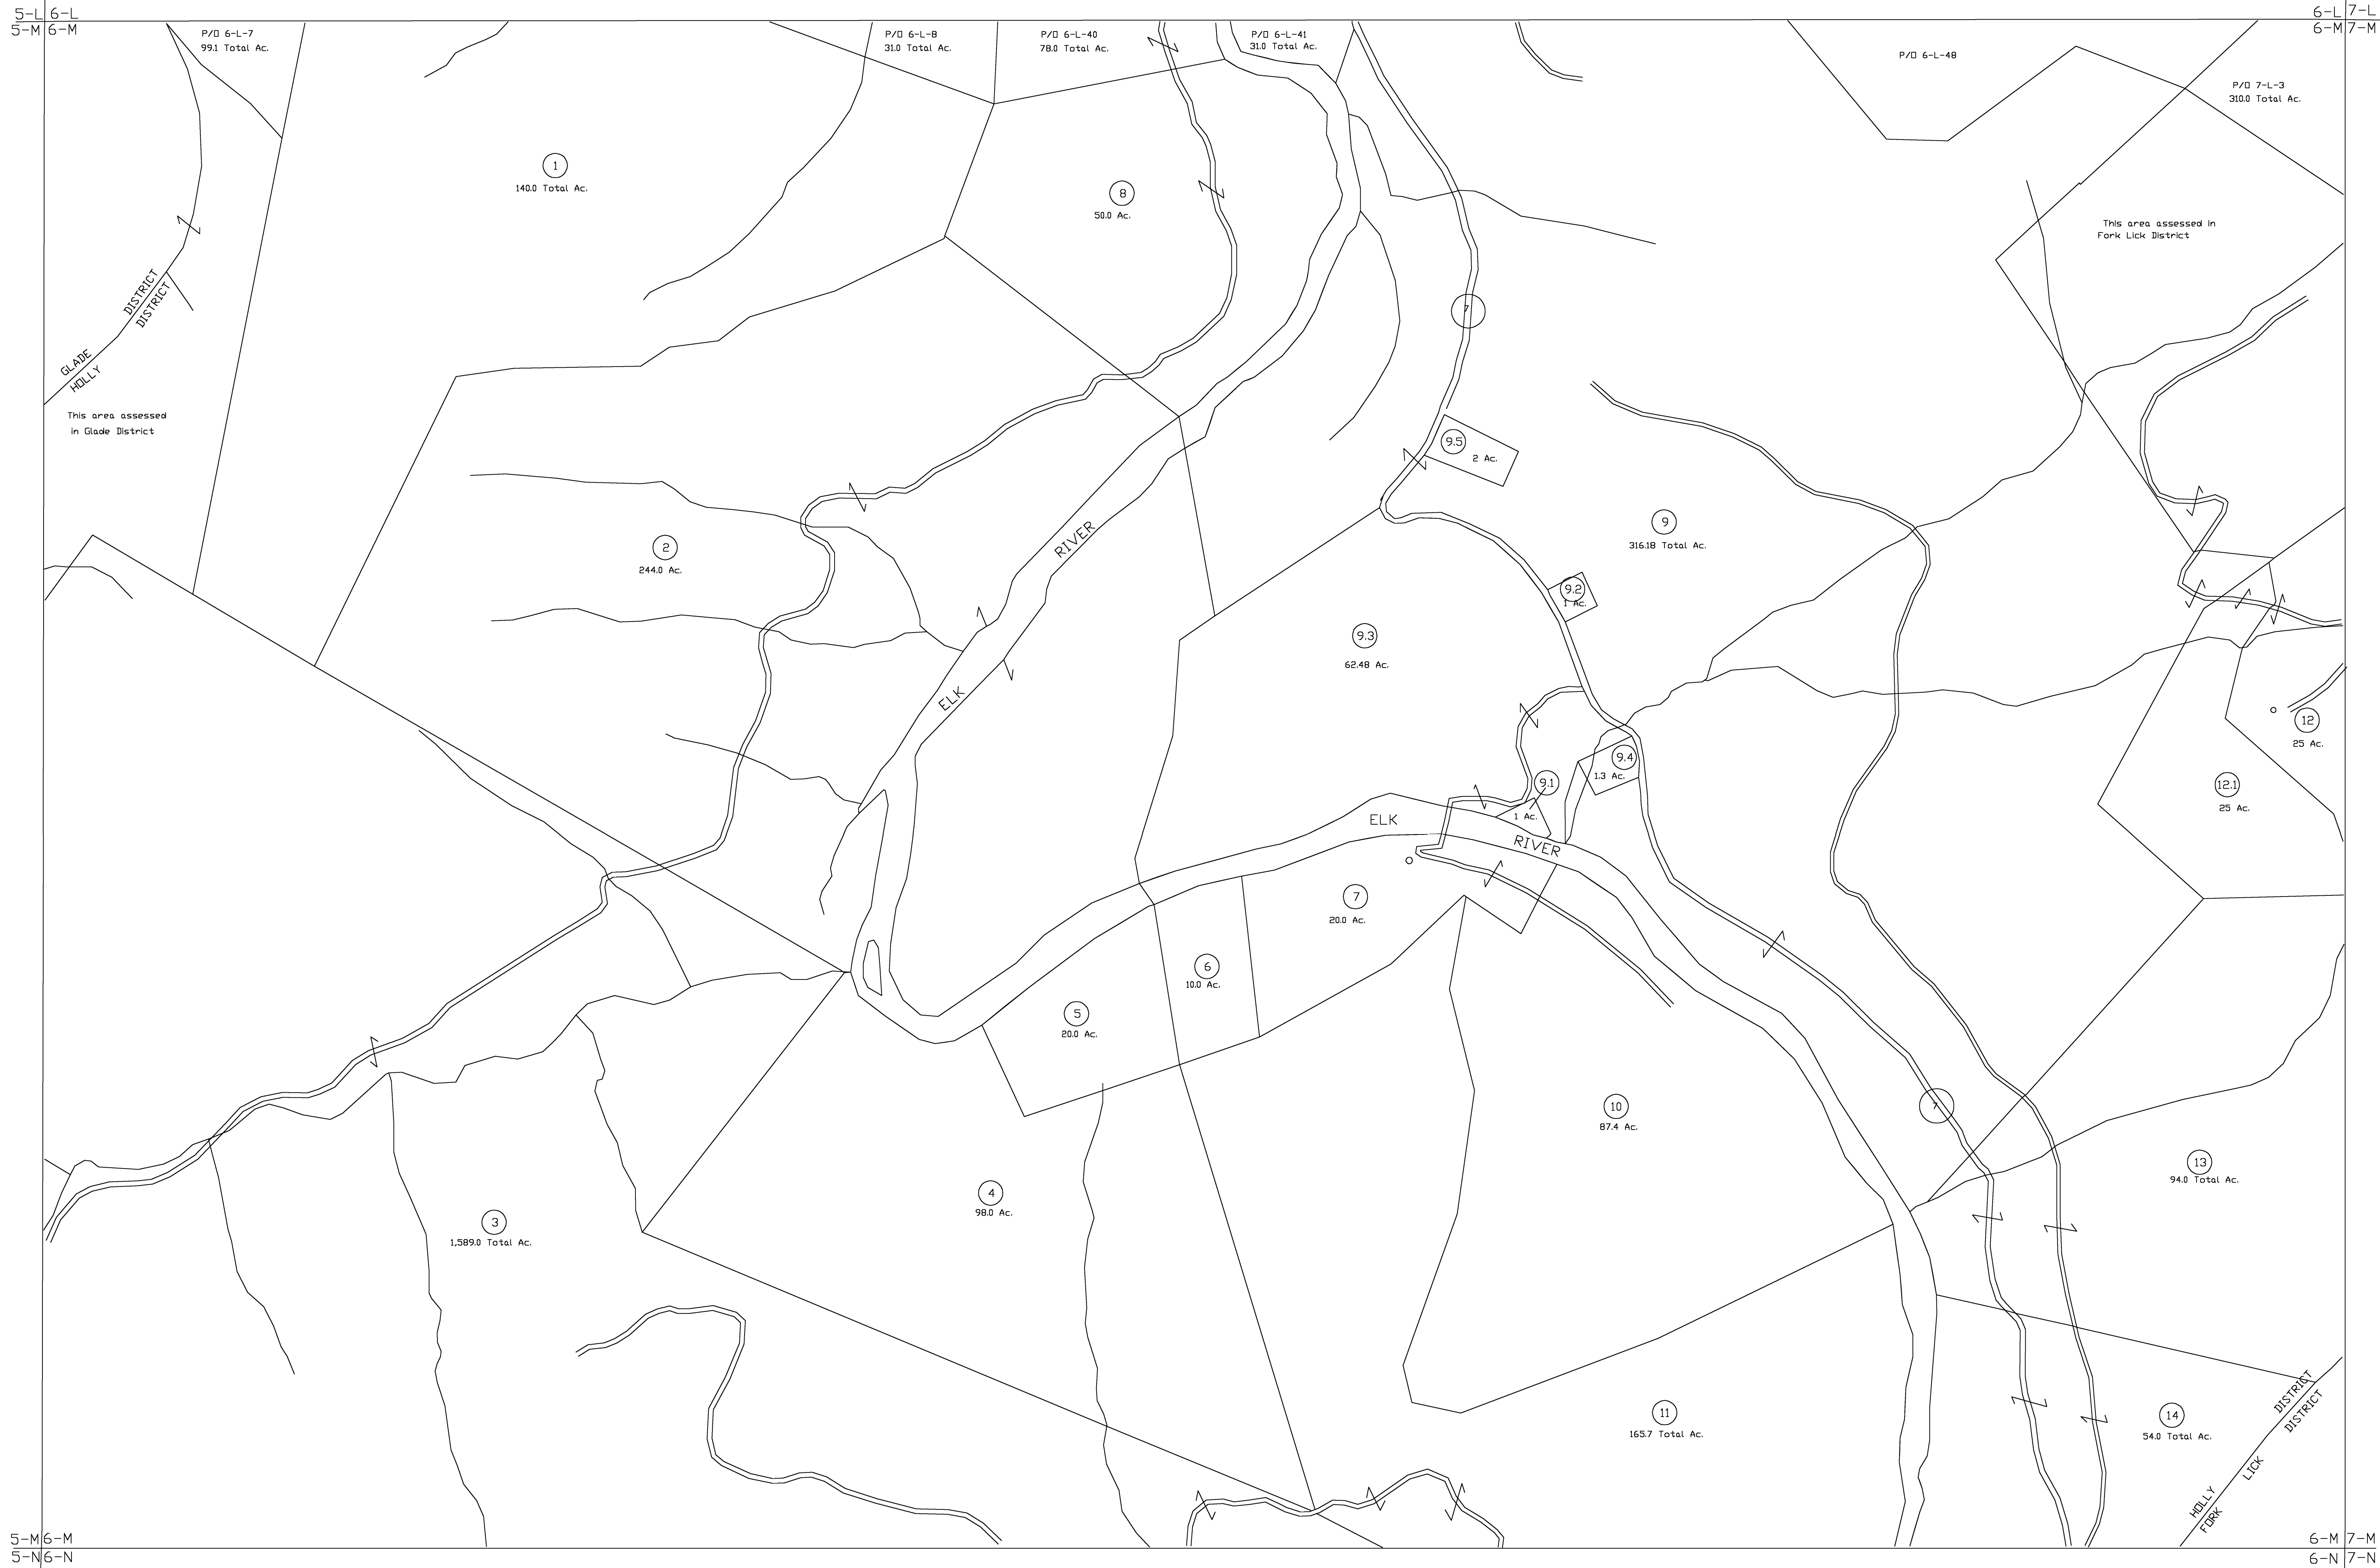 5-L 6-L
5-M 6-M
6-L 7-L
6-M 7-M
P/O 6-L-7
99.1 Total Ac.
P/O 6-L-8
31.0 Total Ac.
P/O 6-L-40
78.0 Total Ac.
P/O 6-L-41
31.0 Total Ac.
P/O 6-L-48
P/O 7-L-3
310.0 Total Ac.
1
140.0 Total Ac.
8
50.0 Ac.
This area assessed in
Fork Lick District
DISTRICT
DISTRICT
GLADE
HOLLY
This area assessed
in Glade District
7
9.5
2 Ac.
9
316.18 Total Ac.
2
244.0 Ac.
RIVER
ELK
9.2
1 Ac.
9.3
62.48 Ac.
9.4
1.3 Ac.
9.1
1 Ac.
12
25 Ac.
12.1
25 Ac.
ELK
RIVER
7
20.0 Ac.
6
10.0 Ac.
5
20.0 Ac.
10
87.4 Ac.
7
13
94.0 Total Ac.
4
98.0 Ac.
3
1,589.0 Total Ac.
11
165.7 Total Ac.
14
54.0 Total Ac.
DISTRICT
DISTRICT
HOLLY
FORK
LICK
5-M 6-M
5-N 6-N
6-M 7-M
6-N 7-N